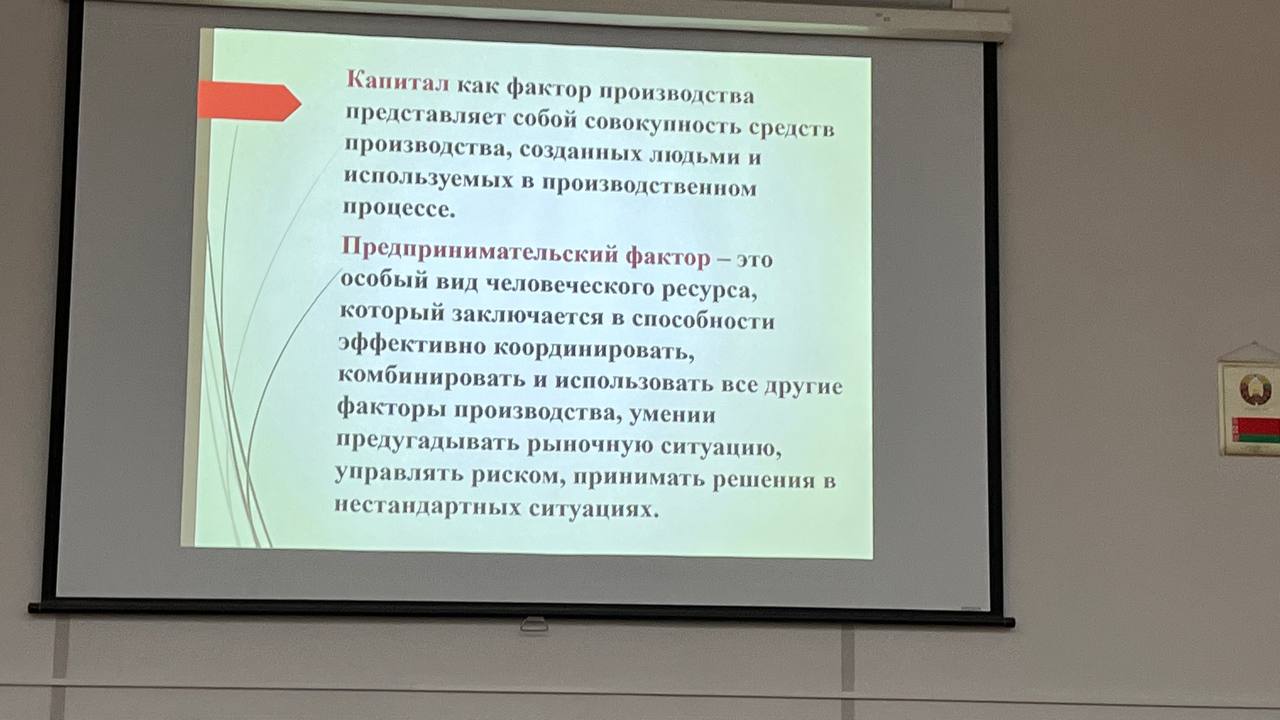 Капитал как фактор производства
представляет собой совокупность средств
производства, созданных людьми и
используемых в производственном
процессе.
Предпринимательский фактор – это
особый вид человеческого ресурса,
который заключается в способности
эффективно координировать,
комбинировать и использовать все другие
факторы производства, умении
предугадывать рыночную ситуацию,
управлять риском, принимать решения в
нестандартных ситуациях.